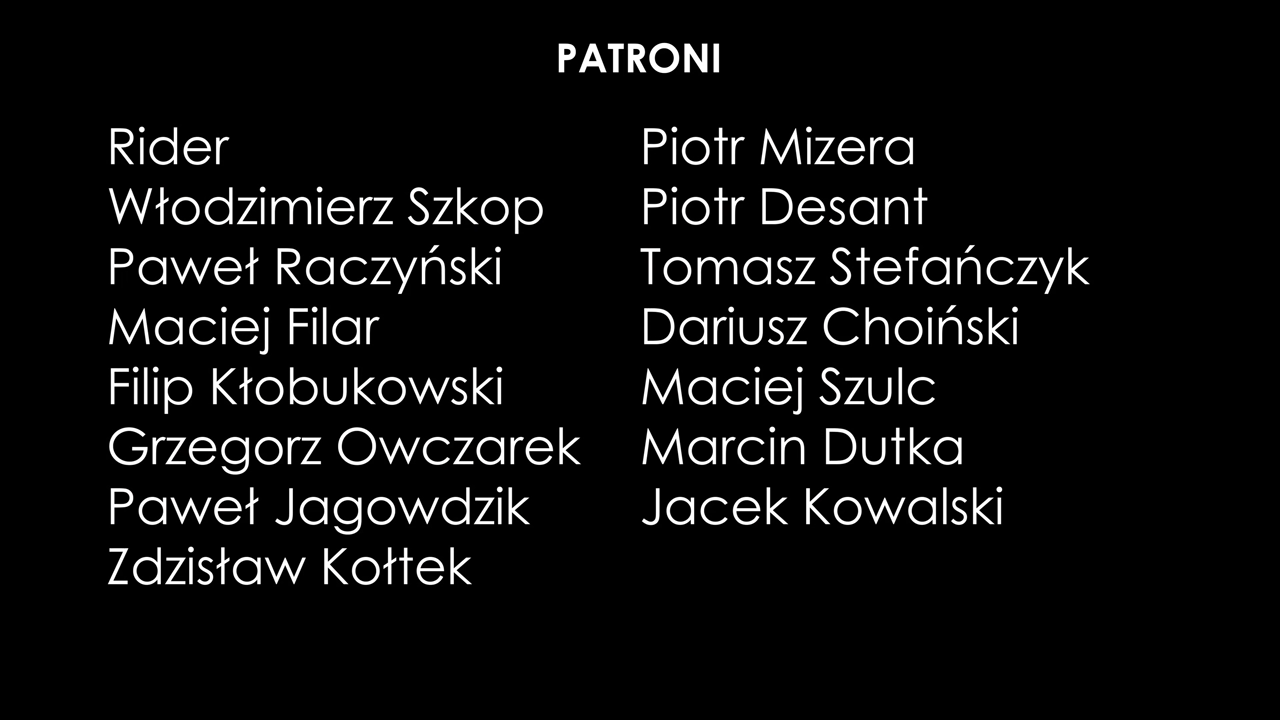 PATRONI
Rider
Włodzimierz Szkop
Paweł Raczyński
Maciej Filar
Filip Kłobukowski
Grzegorz Owczarek
Paweł Jagowdzik
Zdzisław Kołtek
Piotr Mizera
Piotr Desant
Tomasz Stefańczyk
Dariusz Choiński
Maciej Szulc
Marcin Dutka
Jacek Kowalski